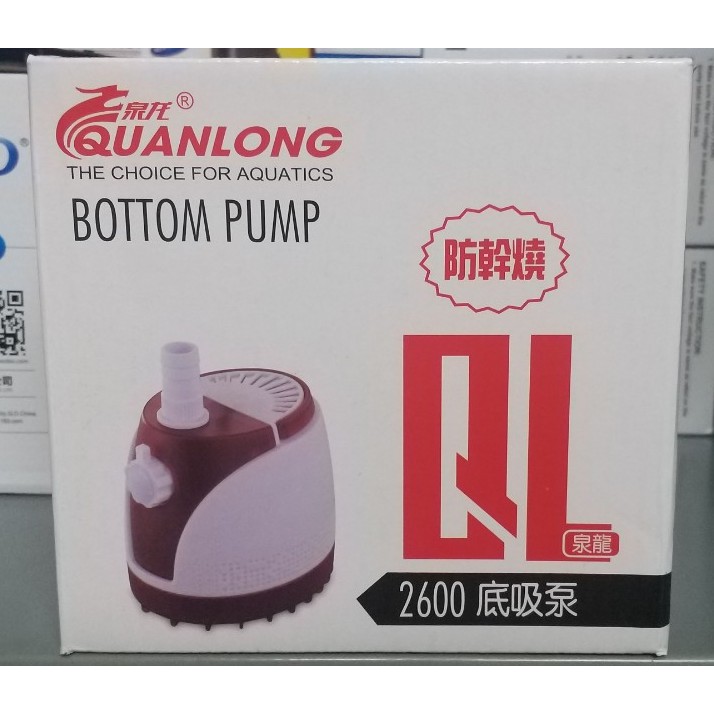 泉龙®
QUANLONG
THE CHOICE FOR AQUATICS
BOTTOM PUMP
防幹燒
QL
泉龍
2600 底吸泵